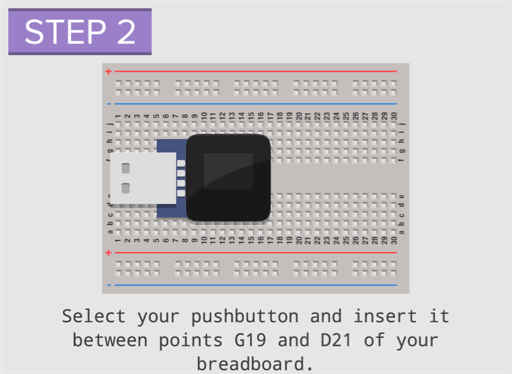 STEP 2
+
-
1 2 3 4 5 6 7 8 9 10 11 12 13 14 15 16 17 18 19 20 21 22 23 24 25 26 27 28 29 30
f g h i j
f g h i j
a b c d e
a b c d e
1 2 3 4 5 6 7 8 9 10 11 12 13 14 15 16 17 18 19 20 21 22 23 24 25 26 27 28 29 30
+
-
Select your pushbutton and insert it
between points G19 and D21 of your
breadboard.